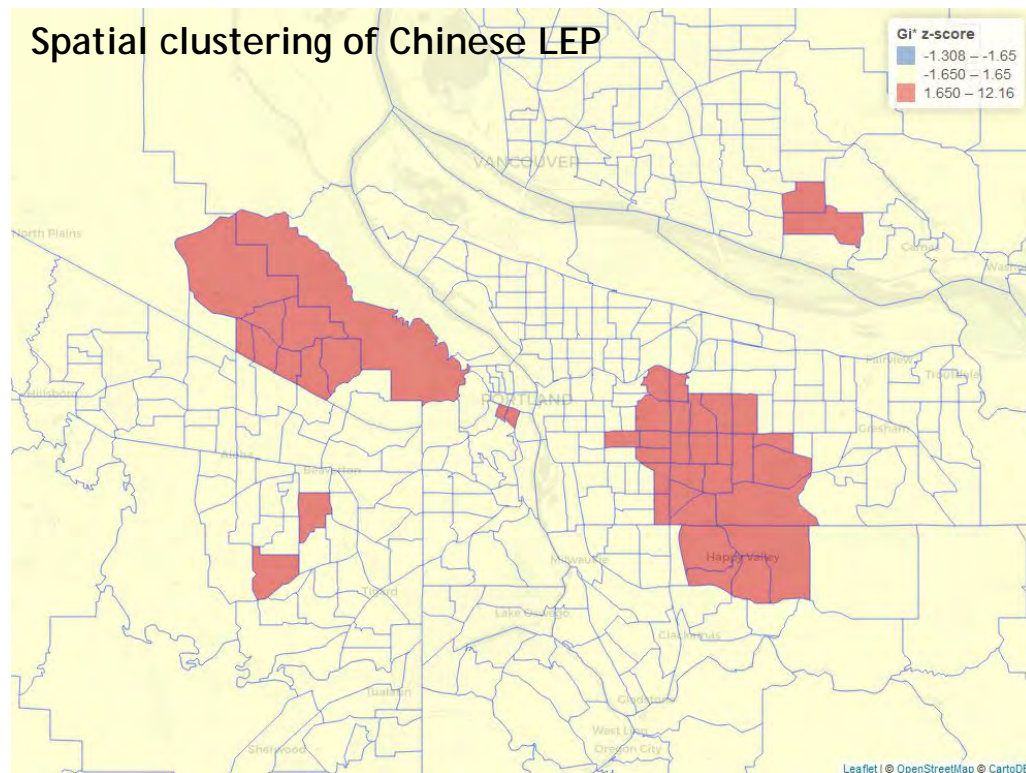 Spatial clustering of Chinese LEP
Gi* z-score
-1.308 – -1.65
-1.650 – 1.65
1.650 – 12.16
VANCOUVER
North Plains
Camas
Fairview
Troutdale
Hillsboro
PORTLAND
Gresham
Aloha
Beaverton
Milwaukie
Happy Valley
Tigard
Lake Oswego
Clackamas
Tualatin
Gladstone
West Linn
Sherwood
Oregon City
Leaflet | © OpenStreetMap © CartoDB